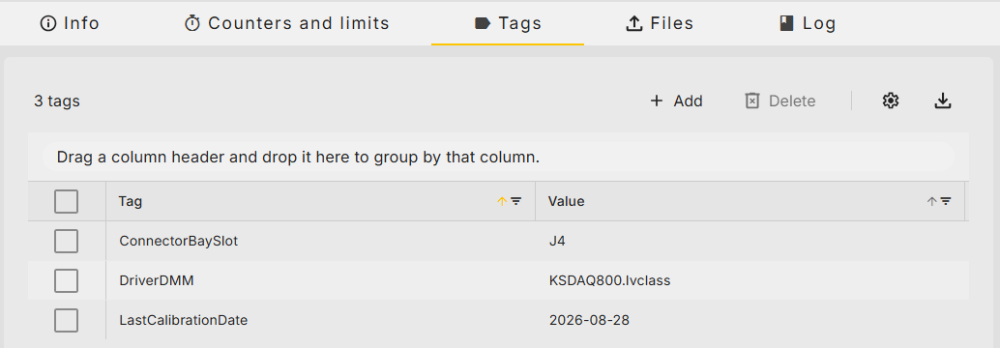 Info Counters and limits Tags Files Log
3 tags + Add Delete
Drag a column header and drop it here to group by that column.
Tag Value
ConnectorBaySlot J4
DriverDMM KSDAQ800.lvclass
LastCalibrationDate 2026-08-28